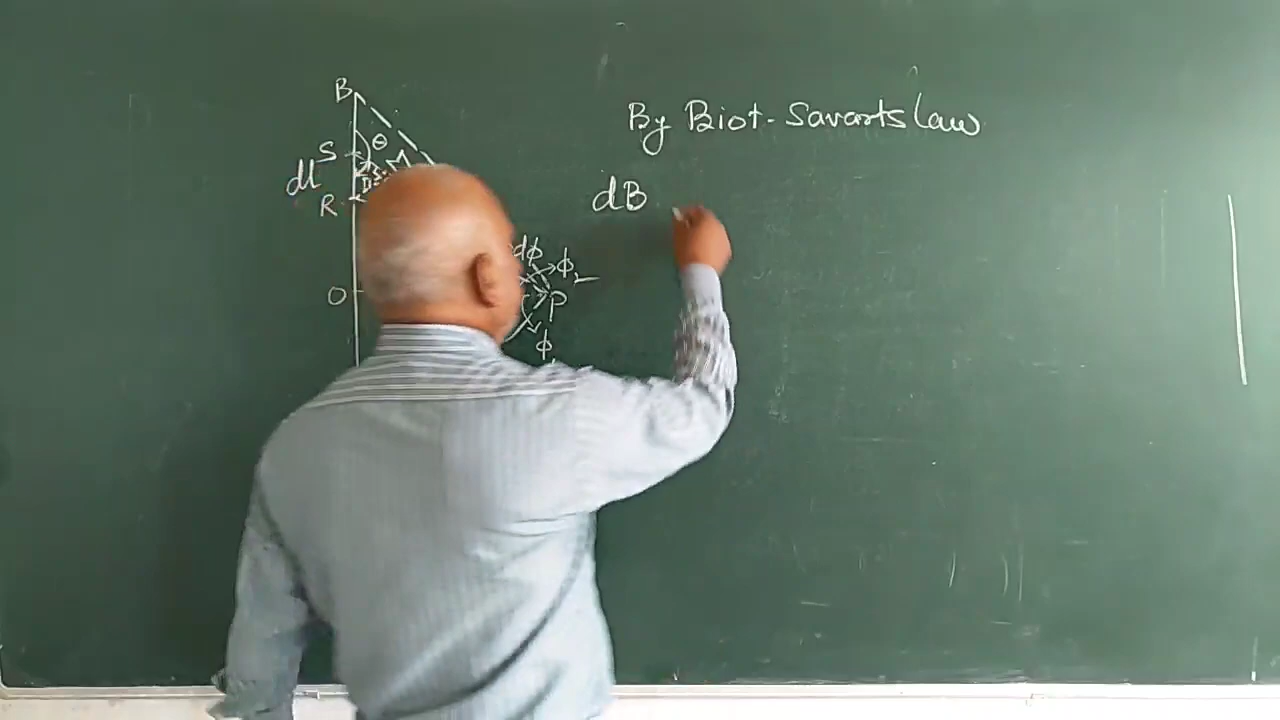 By Biot-Savarts law
dB
B
θ
S
dl
R
O
dϕ
ϕ2
P
ϕ